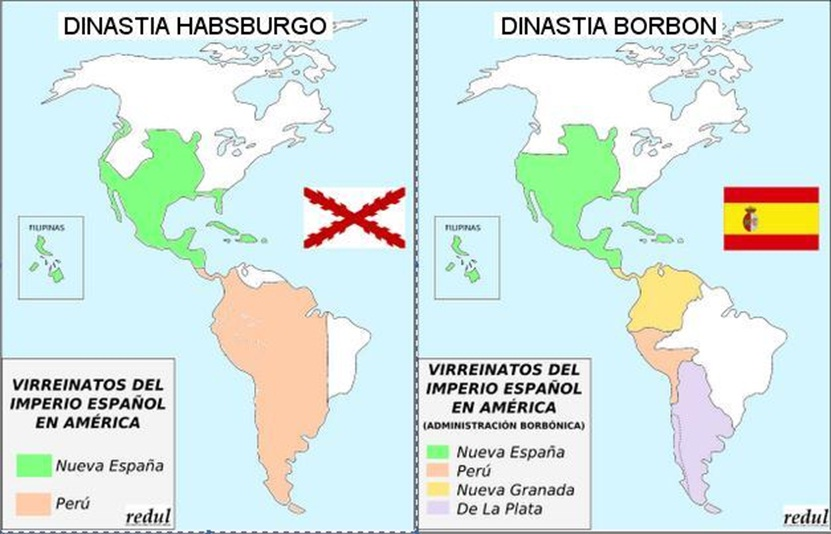 DINASTIA HABSBURGO
FILIPINAS
VIRREINATOS DEL
IMPERIO ESPAÑOL
EN AMÉRICA
Nueva España
Perú
redul
DINASTIA BORBON
FILIPINAS
VIRREINATOS DEL
IMPERIO ESPAÑOL
EN AMÉRICA
(ADMINISTRACIÓN BORBÓNICA)
Nueva España
Perú
Nueva Granada
De La Plata
redul